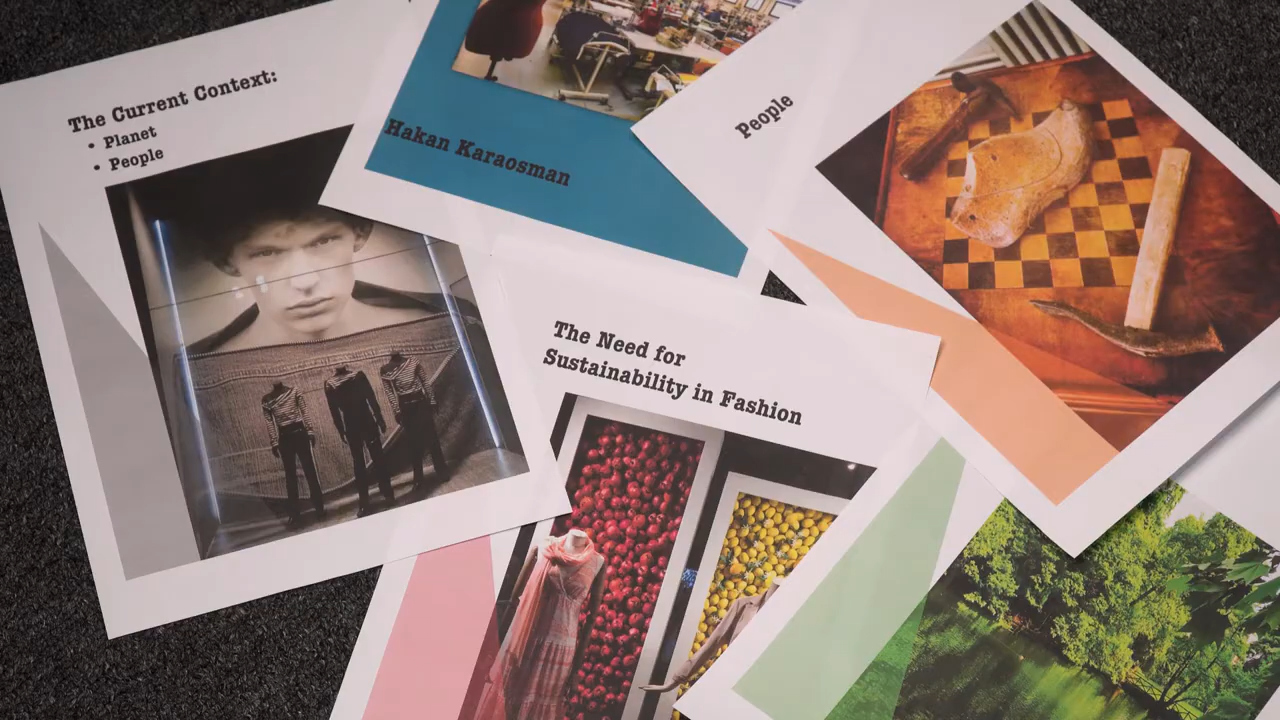 The Current Context:
• Planet
• People
Hakan Karaosman
People
The Need for
Sustainability in Fashion